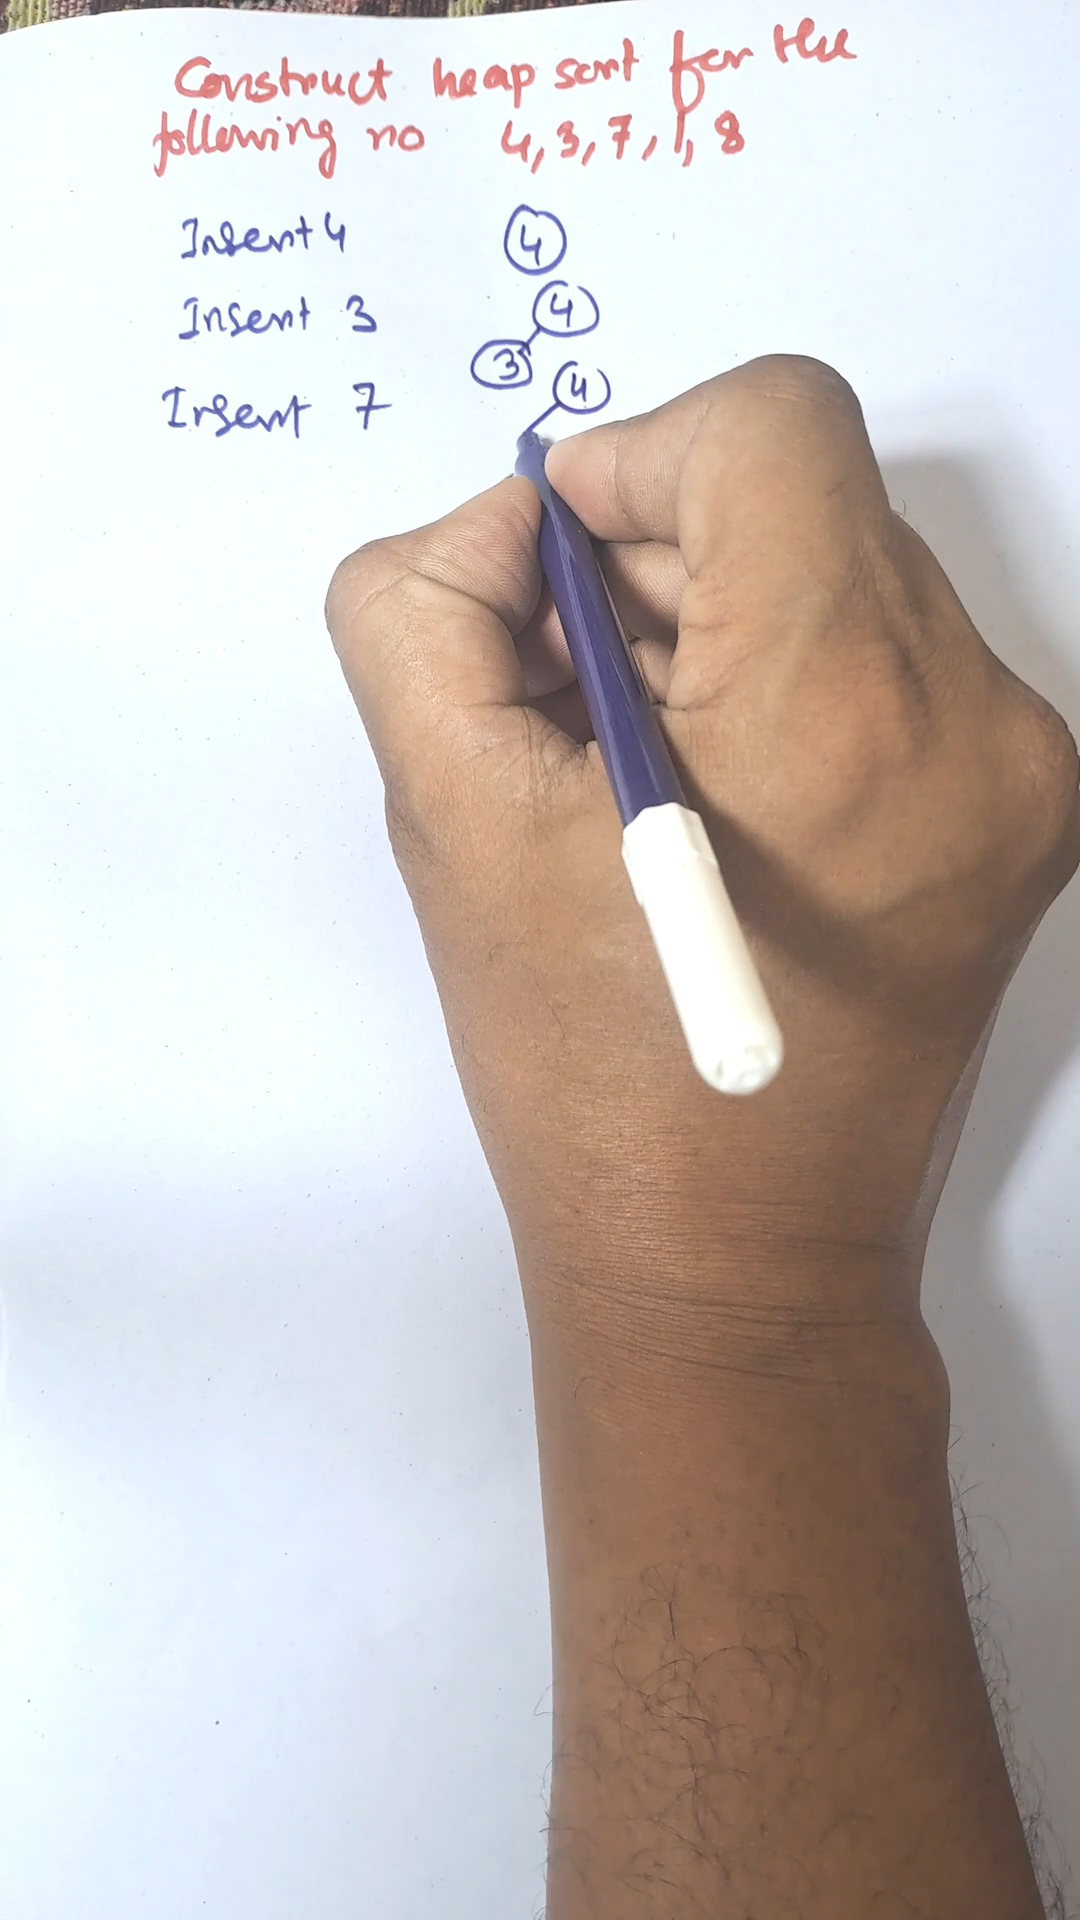 Construct heap sort for the
following no 4, 3, 7, 1, 8
Insert 4 4
Insert 3 4
3
Insert 7 4